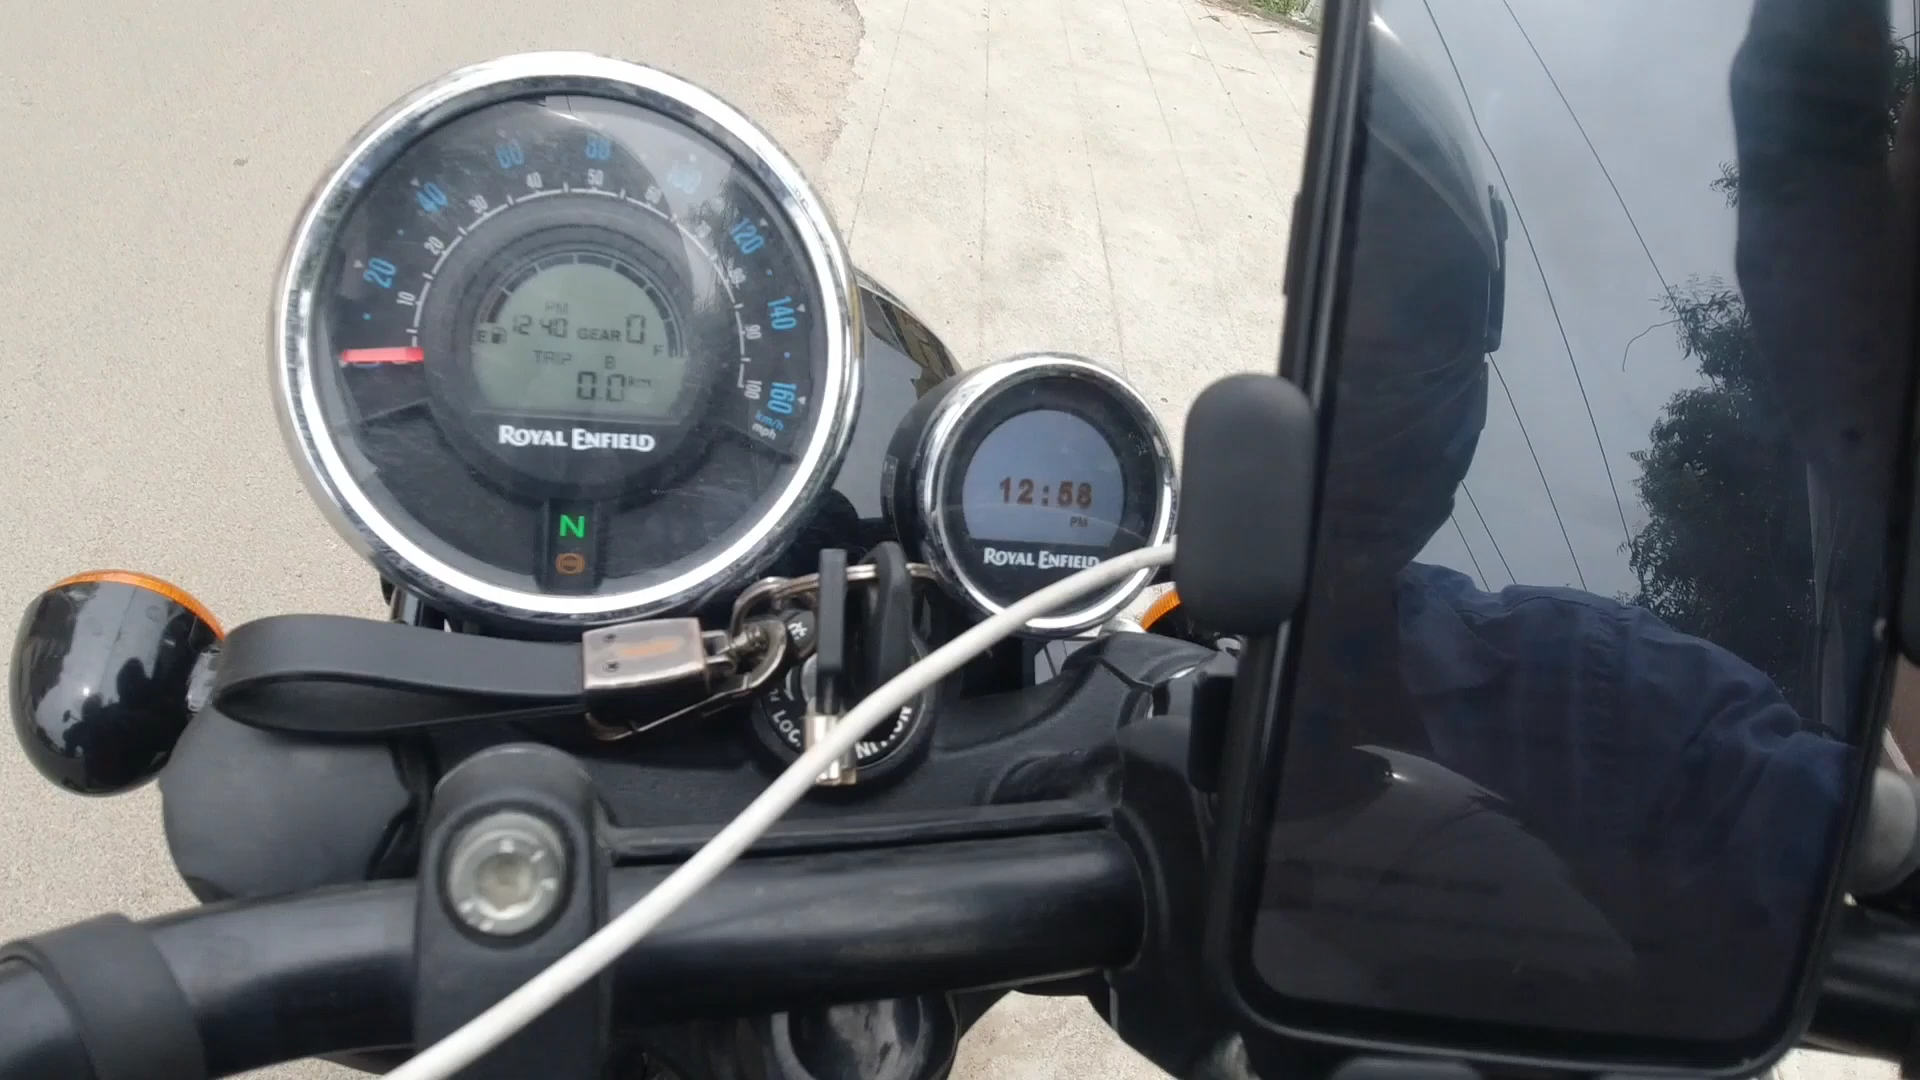 20 40 60 80 100 120 140 160
10 20 30 40 50 60 90 100
km/h
mph
PM
12 40 GEAR 0
E F
TRIP B
0.0 km
ROYAL ENFIELD
N
12:58
PM
ROYAL ENFIELD